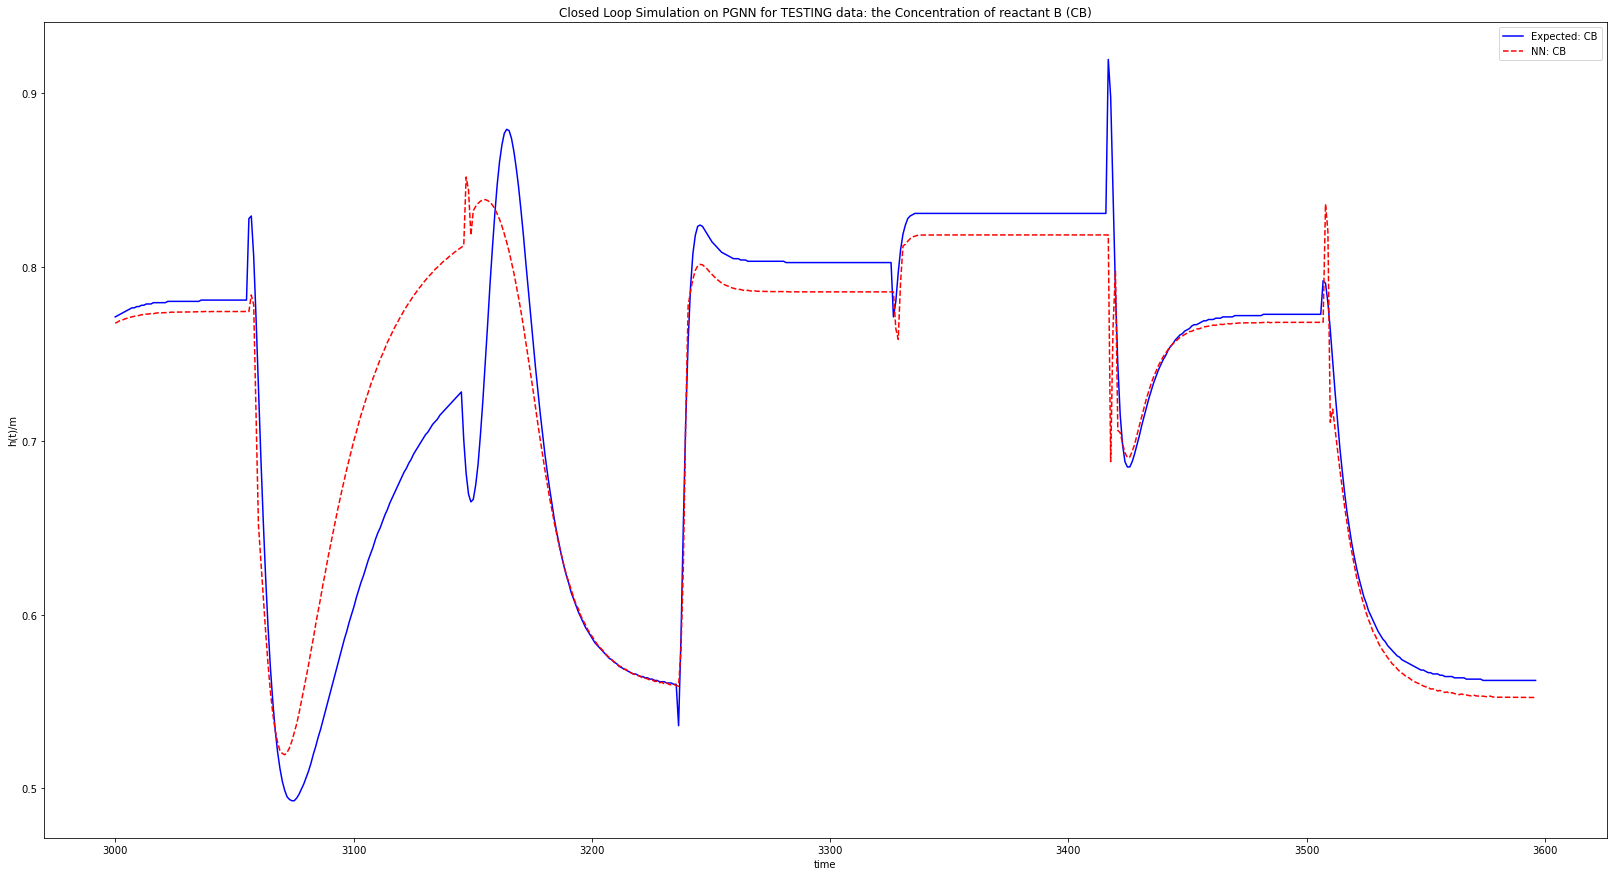 Closed Loop Simulation on PGNN for TESTING data: the Concentration of reactant B (CB)
Expected: CB
NN: CB
h(t)/m
0.9
0.8
0.7
0.6
0.5
3000 3100 3200 3300 3400 3500 3600
time